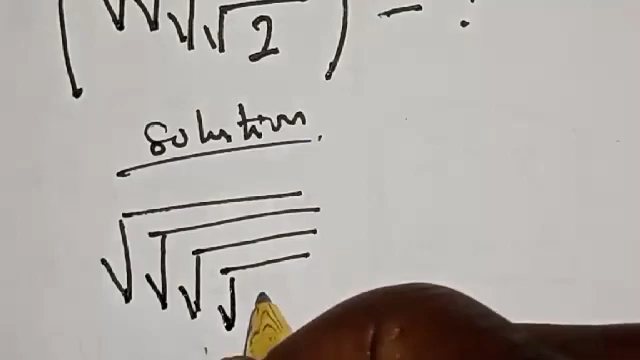 (√√√√2) = ?
solution.
√√√√